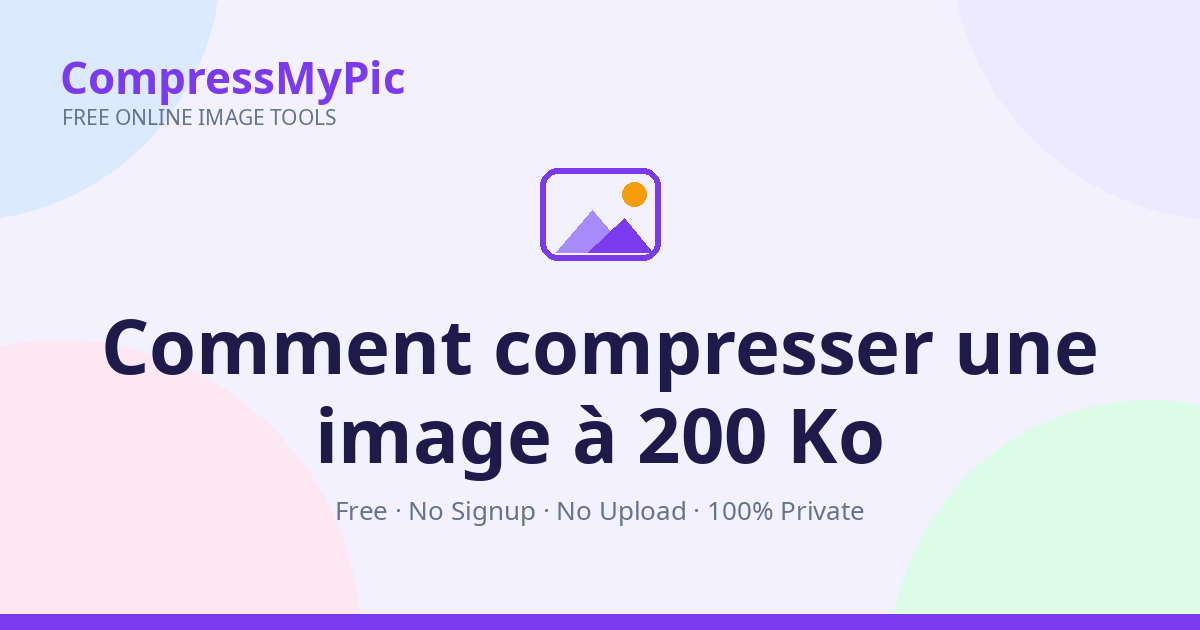 CompressMyPic
FREE ONLINE IMAGE TOOLS
Comment compresser une
image à 200 Ko
Free · No Signup · No Upload · 100% Private